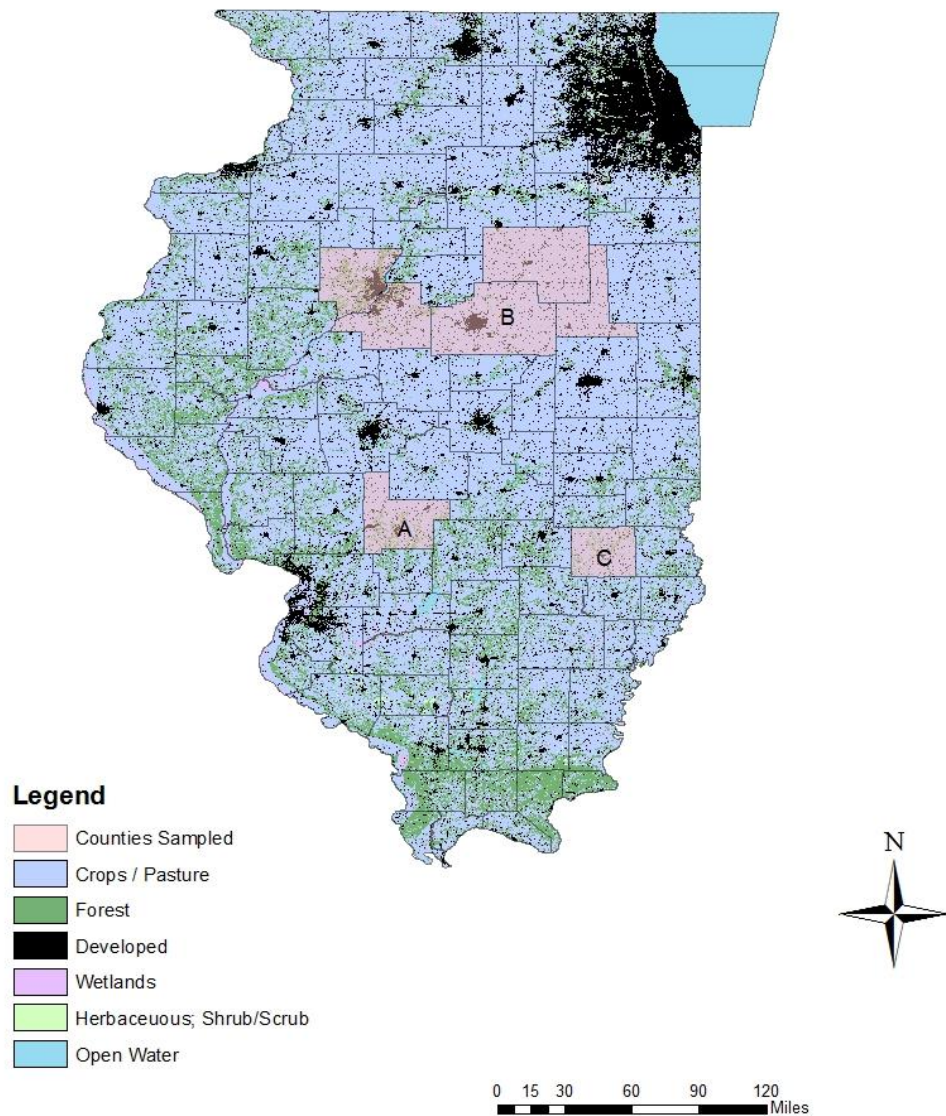 B
A
C
Legend
Counties Sampled
Crops / Pasture
Forest
Developed
Wetlands
Herbaceuous; Shrub/Scrub
Open Water
N
0 15 30 60 90 120
Miles